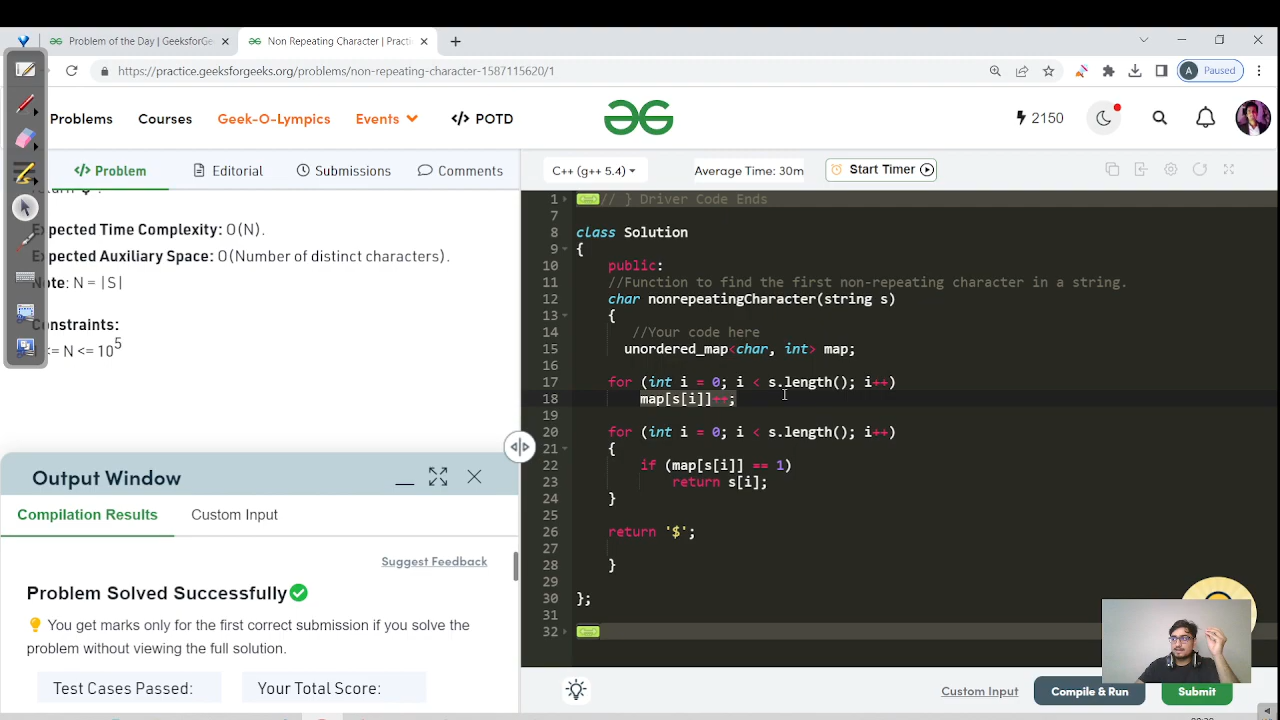 Problem of the Day | GeeksforGe
Non Repeating Character | Practi
https://practice.geeksforgeeks.org/problems/non-repeating-character-1587115620/1
A
Paused
Problems
Courses
Geek-O-Lympics
Events
</> POTD
2150
</> Problem
Editorial
Submissions
Comments
C++ (g++ 5.4)
Average Time: 30m
Start Timer
Expected Time Complexity: O(N).
Expected Auxiliary Space: O(Number of distinct characters).
Note: N = |S|
Constraints:
<= N <= 10^5
Output Window
Compilation Results
Custom Input
Suggest Feedback
Problem Solved Successfully
You get marks only for the first correct submission if you solve the
problem without viewing the full solution.
Test Cases Passed:
Your Total Score:
1 // } Driver Code Ends
7
8 class Solution
9 {
10 public:
11 //Function to find the first non-repeating character in a string.
12 char nonrepeatingCharacter(string s)
13 {
14 //Your code here
15 unordered_map<char, int> map;
16
17 for (int i = 0; i < s.length(); i++)
18 map[s[i]]++;
19
20 for (int i = 0; i < s.length(); i++)
21 {
22 if (map[s[i]] == 1)
23 return s[i];
24 }
25
26 return '$';
27
28 }
29
30 };
31
32
Custom Input
Compile & Run
Submit